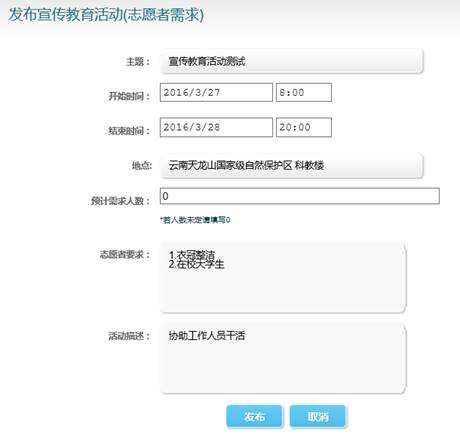 发布宣传教育活动(志愿者需求)
主题： 宣传教育活动测试
开始时间： 2016/3/27 8:00
结束时间： 2016/3/28 20:00
地点: 云南天龙山国家级自然保护区 科教楼
预计需求人数： 0
*若人数未定请填写0
志愿者要求： 1.衣冠整洁
2.在校大学生
活动描述： 协助工作人员干活
发布 取消